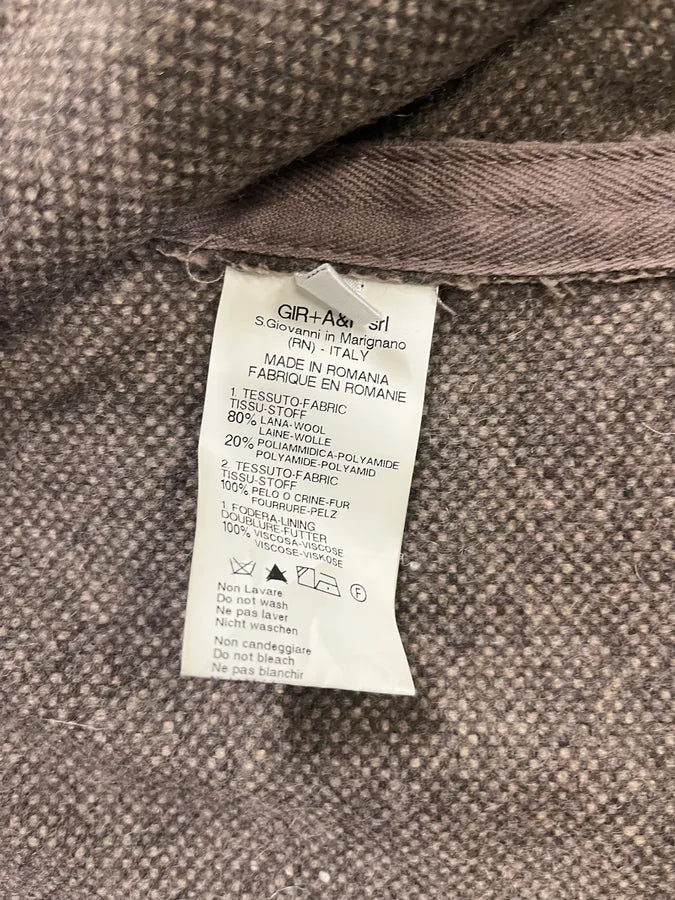 GIR+A& srl
S.Giovanni in Marignano
(RN) - ITALY
MADE IN ROMANIA
FABRIQUE EN ROMANIE
1. TESSUTO-FABRIC
TISSU-STOFF
80% LANA-WOOL
LAINE-WOLLE
20% POLIAMMIDICA-POLYAMIDE
POLYAMIDE-POLYAMID
2. TESSUTO-FABRIC
TISSU-STOFF
100% PELO O CRINE-FUR
FOURRURE-PELZ
1. FODERA-LINING
DOUBLURE-FUTTER
100% VISCOSA-VISCOSE
VISCOSE-VISKOSE
F
Non Lavare
Do not wash
Ne pas laver
Nicht waschen
Non candeggiare
Do not bleach
Ne pas blanchir